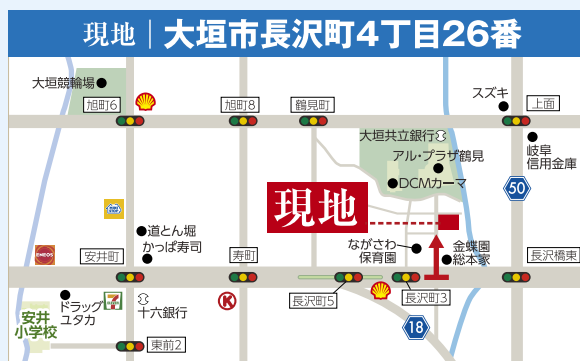 現地｜大垣市長沢町4丁目26番
大垣競輪場
旭町6
旭町8
鶴見町
スズキ
上面
大垣共立銀行
岐阜
信用金庫
アル・プラザ鶴見
DCMカーマ
50
現地
道とん堀
かっぱ寿司
ENEOS
安井町
寿町
ながさわ
保育園
金蝶園
総本家
長沢橋東
長沢町5
長沢町3
ドラッグ
ユタカ
十六銀行
K
安井
小学校
18
東前2